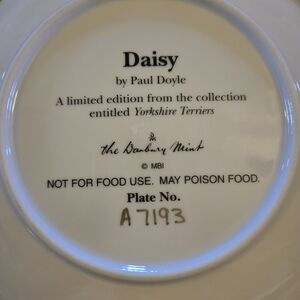 Daisy
by Paul Doyle
A limited edition from the collection
entitled Yorkshire Terriers
the Danbury Mint
© MBI
NOT FOR FOOD USE. MAY POISON FOOD.
Plate No.
A7193